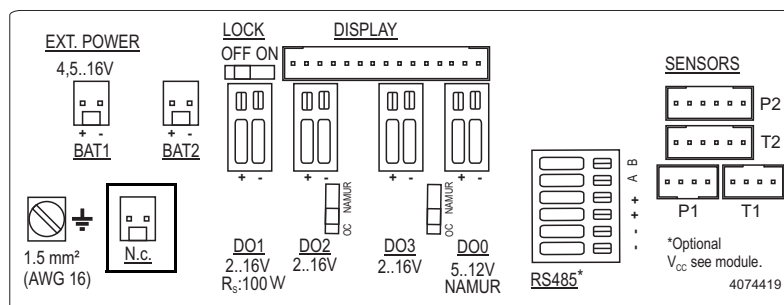 LOCK
DISPLAY
EXT. POWER
OFF ON
4,5..16V
SENSORS
+ -
BAT1
+ -
BAT2
+ -
+ -
+ -
+ -
P2
T2
P1
T1
NAMUR
OC
NAMUR
OC
B
A
+
+
-
-
N.c.
1.5 mm²
(AWG 16)
DO1
2..16V
Rs:100 W
DO2
2..16V
DO3
2..16V
DO0
5..12V
NAMUR
RS485*
*Optional
VCC see module.
4074419